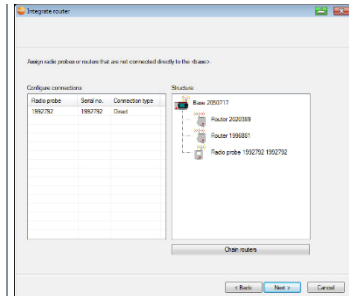 Integrate router
Assign radio probes or routers that are not connected directly to the <base>.
Configure connections
Structure
Radio probe Serial no. Connection type
1992792 1992792 Direct
Base 2050717
Router 2020389
Router 1996881
Radio probe 1992792 1992792
Chain routers
< Back
Next >
Cancel